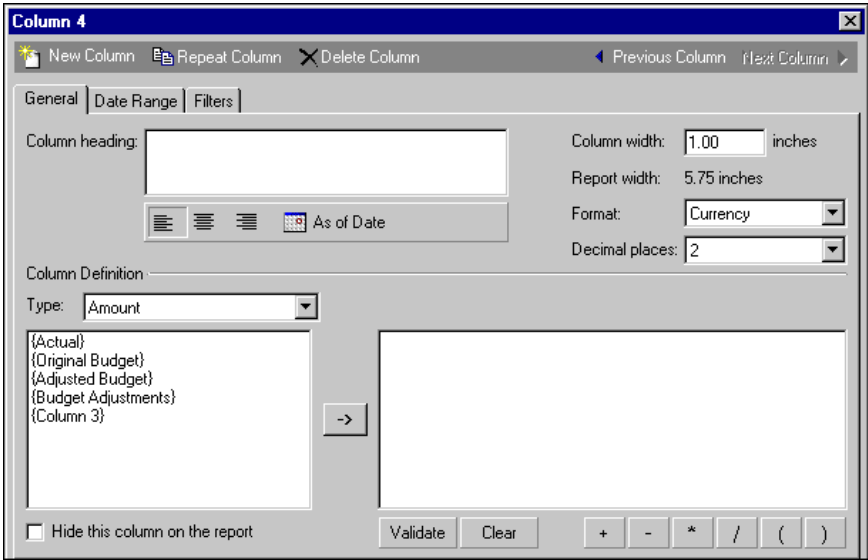 Column 4
New Column Repeat Column Delete Column Previous Column Next Column
General Date Range Filters
Column heading: Column width: 1.00 inches
Report width: 5.75 inches
As of Date Format: Currency
Decimal places: 2
Column Definition
Type: Amount
{Actual}
{Original Budget}
{Adjusted Budget}
{Budget Adjustments}
{Column 3}
->
Hide this column on the report Validate Clear + - * / ( )